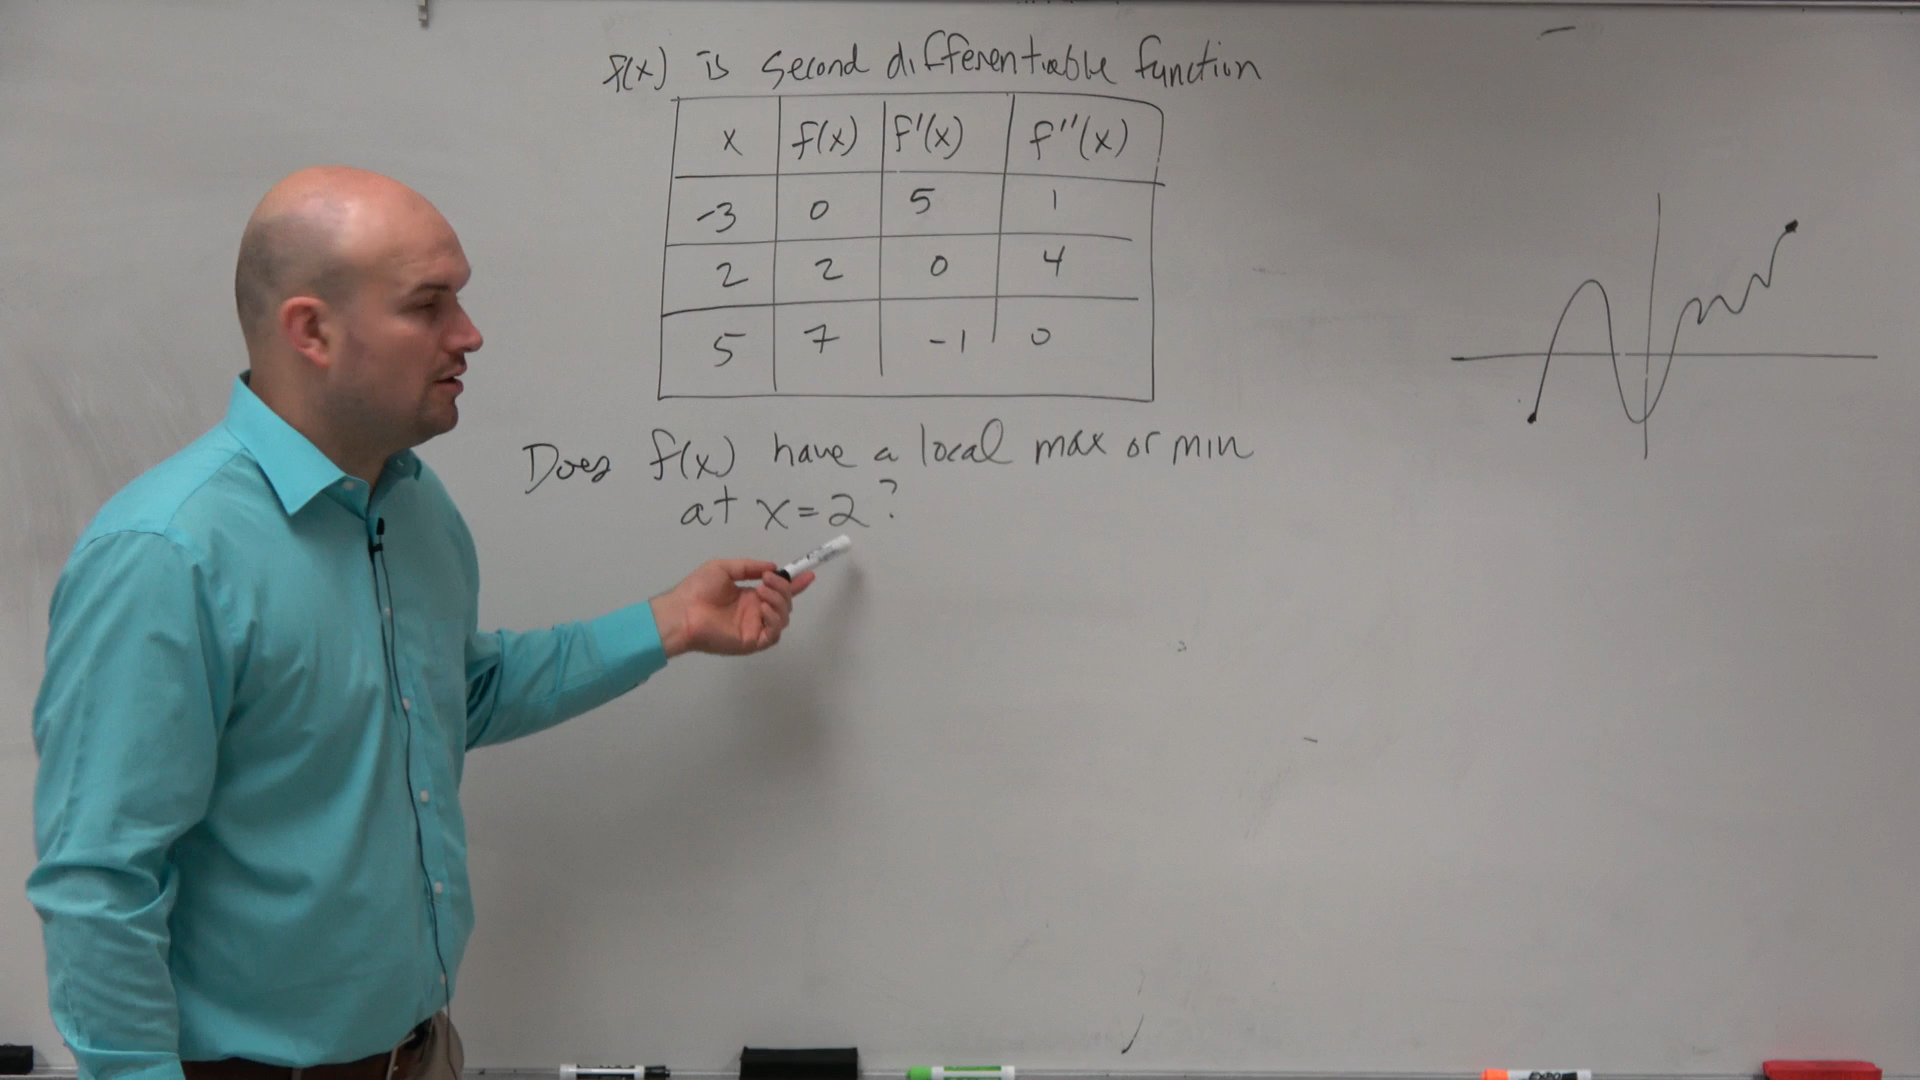 f(x) is second differentiable function
x f(x) f'(x) f''(x)
-3 0 5 1
2 2 0 4
5 7 -1 0
Does f(x) have a local max or min
at x=2?
EXPO